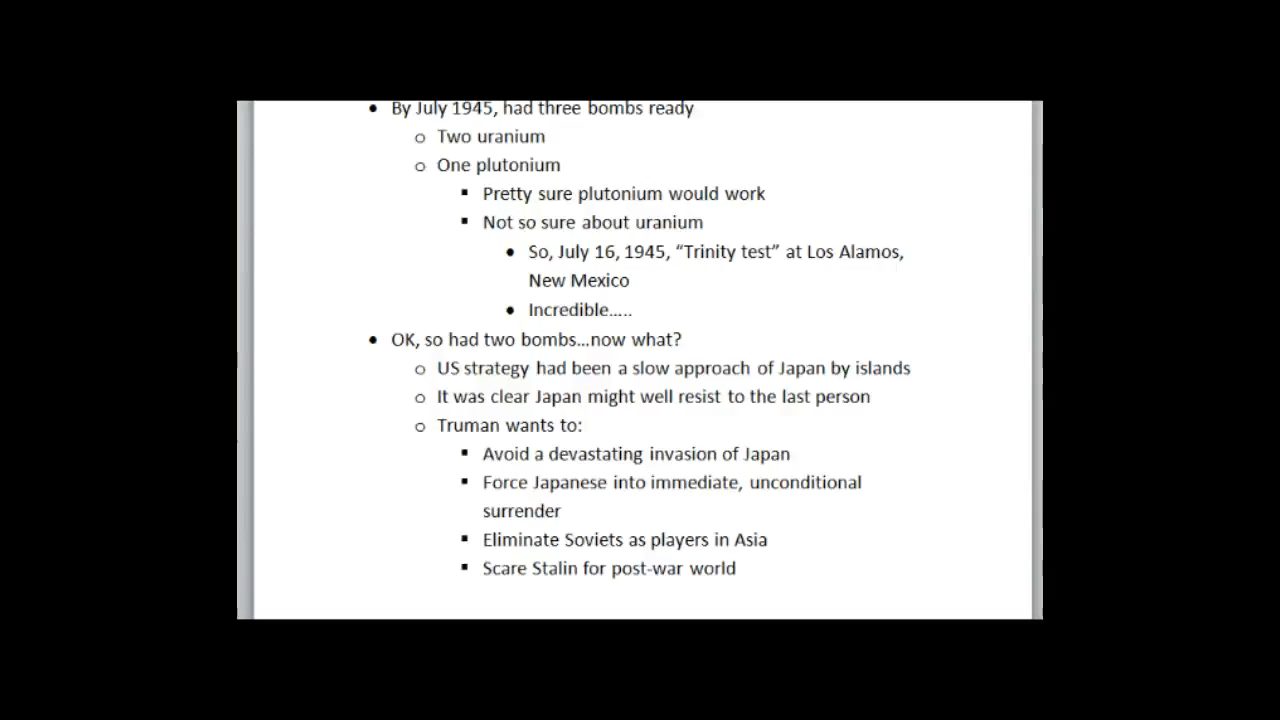 • By July 1945, had three bombs ready
o Two uranium
o One plutonium
▪ Pretty sure plutonium would work
▪ Not so sure about uranium
• So, July 16, 1945, “Trinity test” at Los Alamos,
New Mexico
• Incredible.....
• OK, so had two bombs...now what?
o US strategy had been a slow approach of Japan by islands
o It was clear Japan might well resist to the last person
o Truman wants to:
▪ Avoid a devastating invasion of Japan
▪ Force Japanese into immediate, unconditional
surrender
▪ Eliminate Soviets as players in Asia
▪ Scare Stalin for post-war world